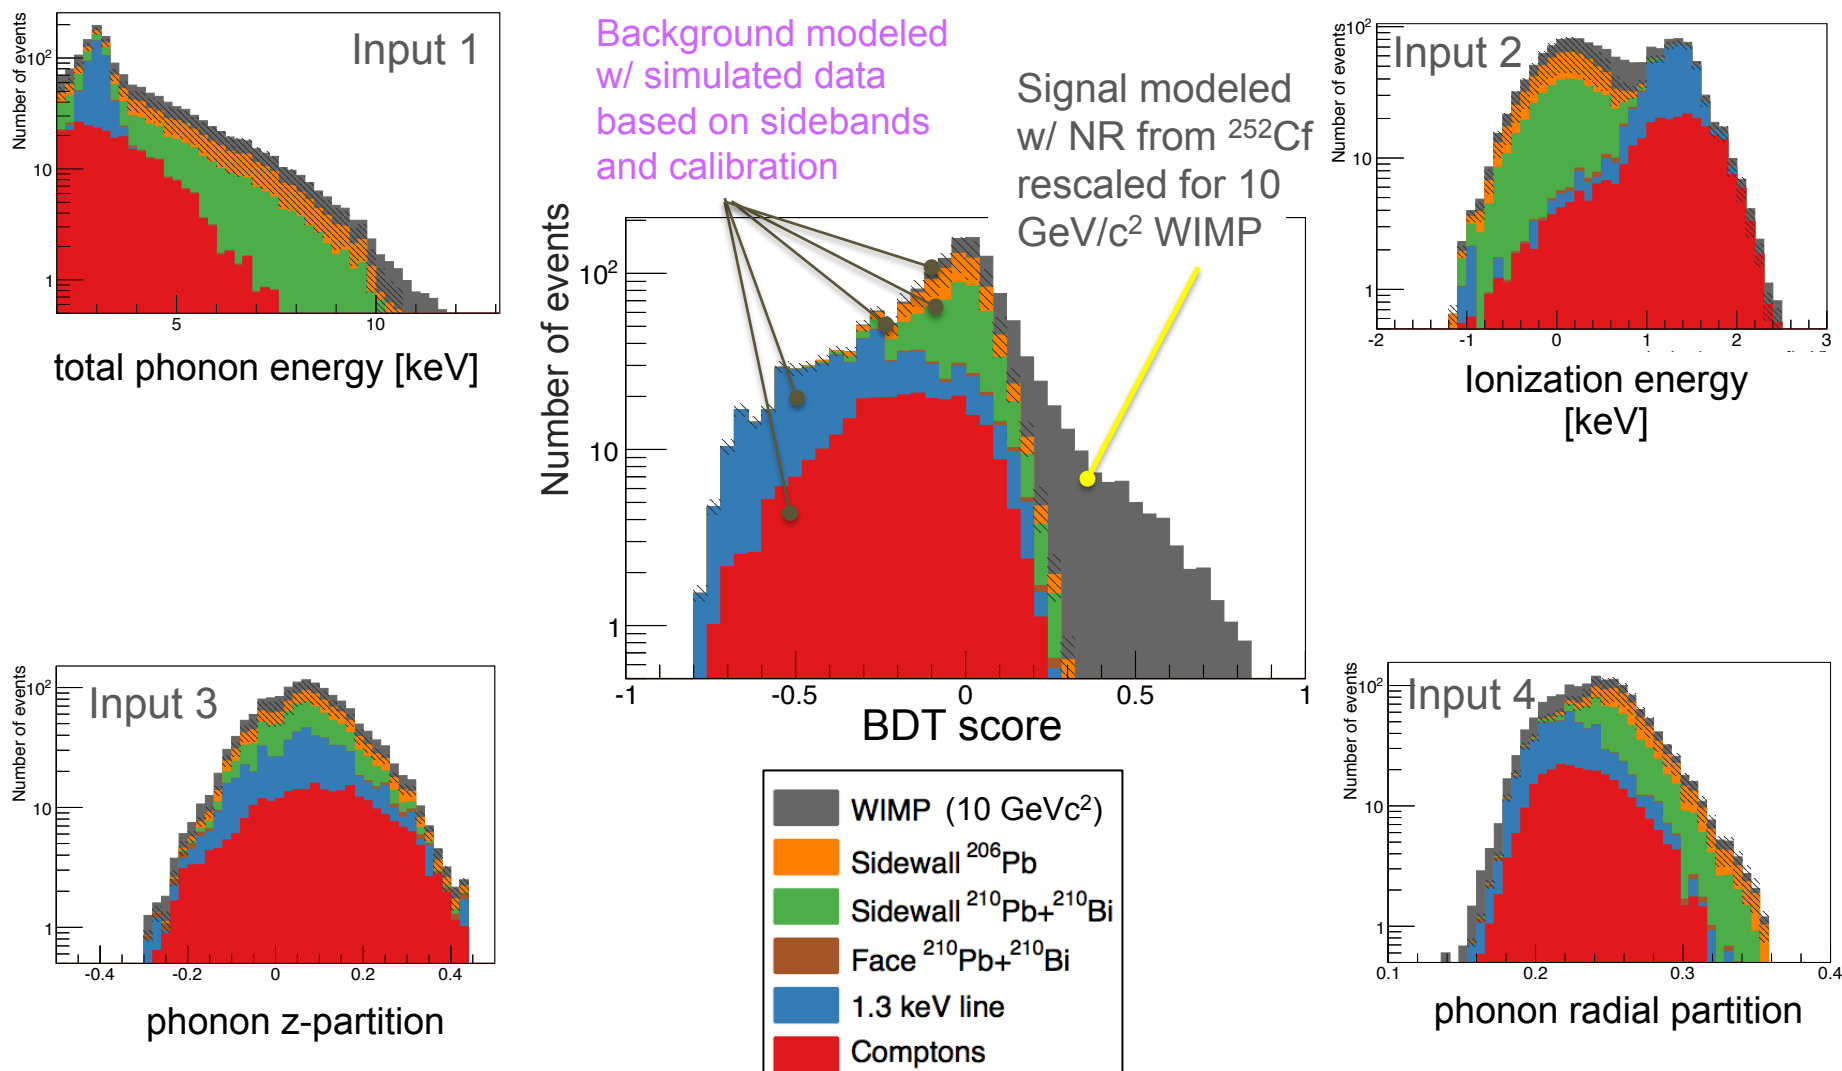 Number of events
10²
10
1
Input 1
5
10
total phonon energy [keV]
Background modeled
w/ simulated data
based on sidebands
and calibration
Signal modeled
w/ NR from ²⁵²Cf
rescaled for 10
GeV/c² WIMP
Number of events
10²
10
1
-1
-0.5
0
0.5
1
BDT score
Number of events
10²
10
1
Input 2
-2
-1
0
1
2
3
Ionization energy
[keV]
Number of events
10²
10
1
Input 3
-0.4
-0.2
0
0.2
0.4
phonon z-partition
WIMP (10 GeVc²)
Sidewall ²⁰⁶Pb
Sidewall ²¹⁰Pb+²¹⁰Bi
Face ²¹⁰Pb+²¹⁰Bi
1.3 keV line
Comptons
Number of events
10²
10
1
Input 4
0.1
0.2
0.3
0.4
phonon radial partition